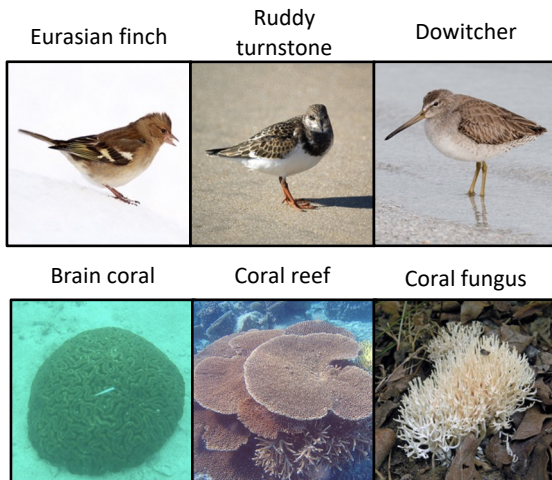 Eurasian finch
Ruddy
turnstone
Dowitcher
Brain coral
Coral reef
Coral fungus